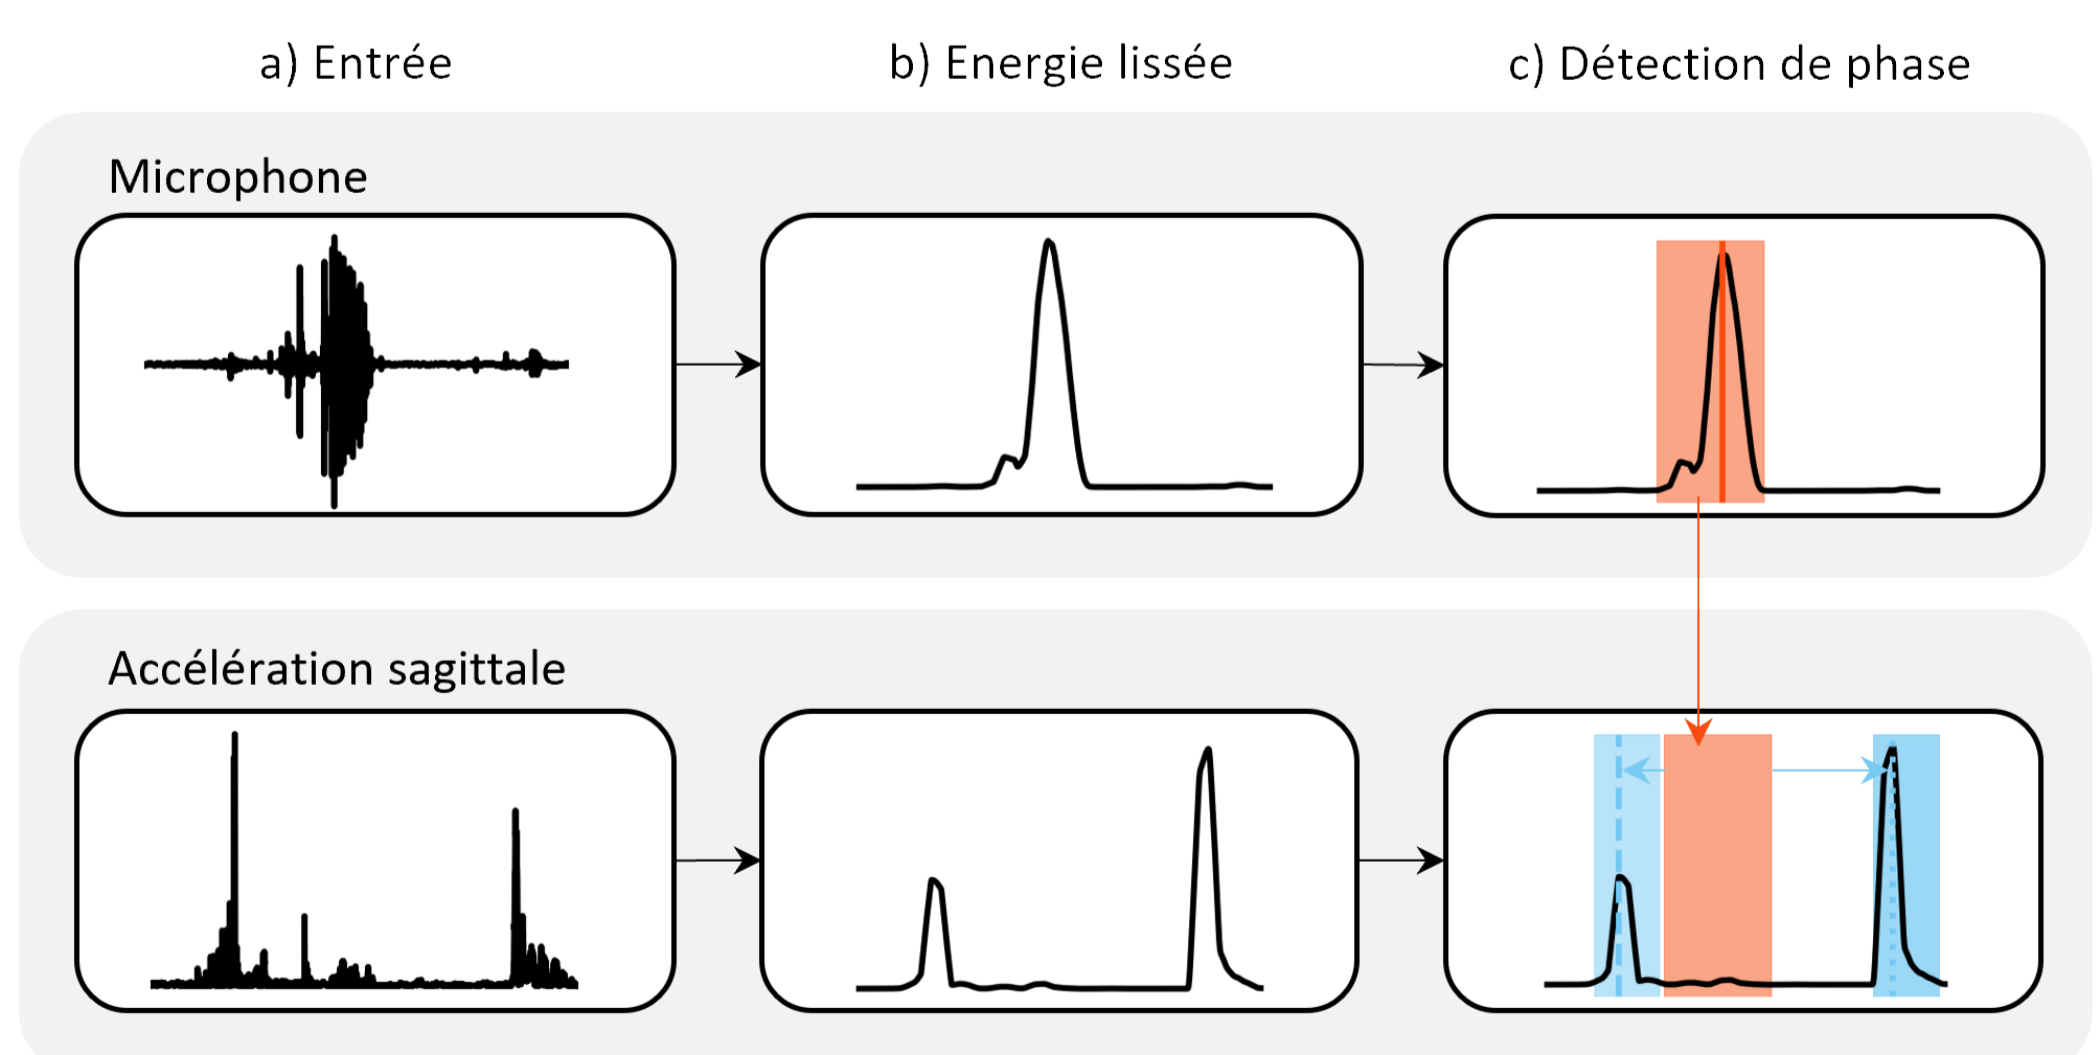 a) Entrée
b) Energie lissée
c) Détection de phase
Microphone
Accélération sagittale